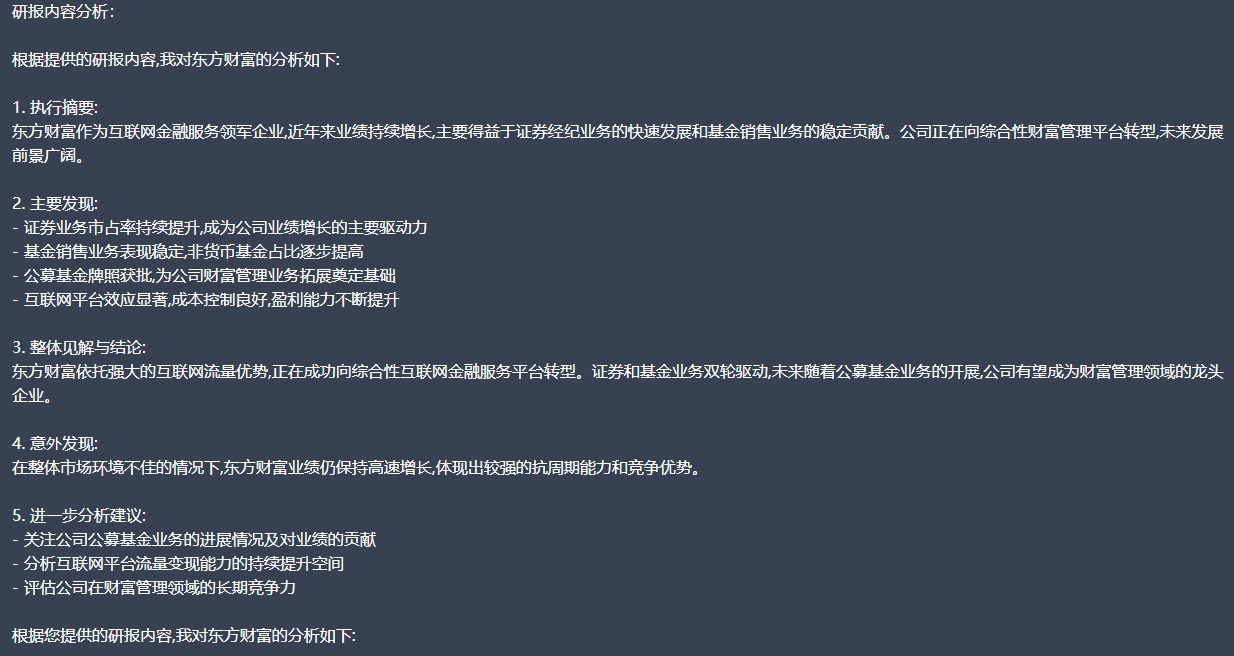 研报内容分析：
根据提供的研报内容,我对东方财富的分析如下:
1. 执行摘要:
东方财富作为互联网金融服务领军企业,近年来业绩持续增长,主要得益于证券经纪业务的快速发展和基金销售业务的稳定贡献。公司正在向综合性财富管理平台转型,未来发展
前景广阔。
2. 主要发现:
- 证券业务市占率持续提升,成为公司业绩增长的主要驱动力
- 基金销售业务表现稳定,非货币基金占比逐步提高
- 公募基金牌照获批,为公司财富管理业务拓展奠定基础
- 互联网平台效应显著,成本控制良好,盈利能力不断提升
3. 整体见解与结论:
东方财富依托强大的互联网流量优势,正在成功向综合性互联网金融服务平台转型。证券和基金业务双轮驱动,未来随着公募基金业务的开展,公司有望成为财富管理领域的龙头
企业。
4. 意外发现:
在整体市场环境不佳的情况下,东方财富业绩仍保持高速增长,体现出较强的抗周期能力和竞争优势。
5. 进一步分析建议:
- 关注公司公募基金业务的进展情况及对业绩的贡献
- 分析互联网平台流量变现能力的持续提升空间
- 评估公司在财富管理领域的长期竞争力
根据您提供的研报内容,我对东方财富的分析如下: